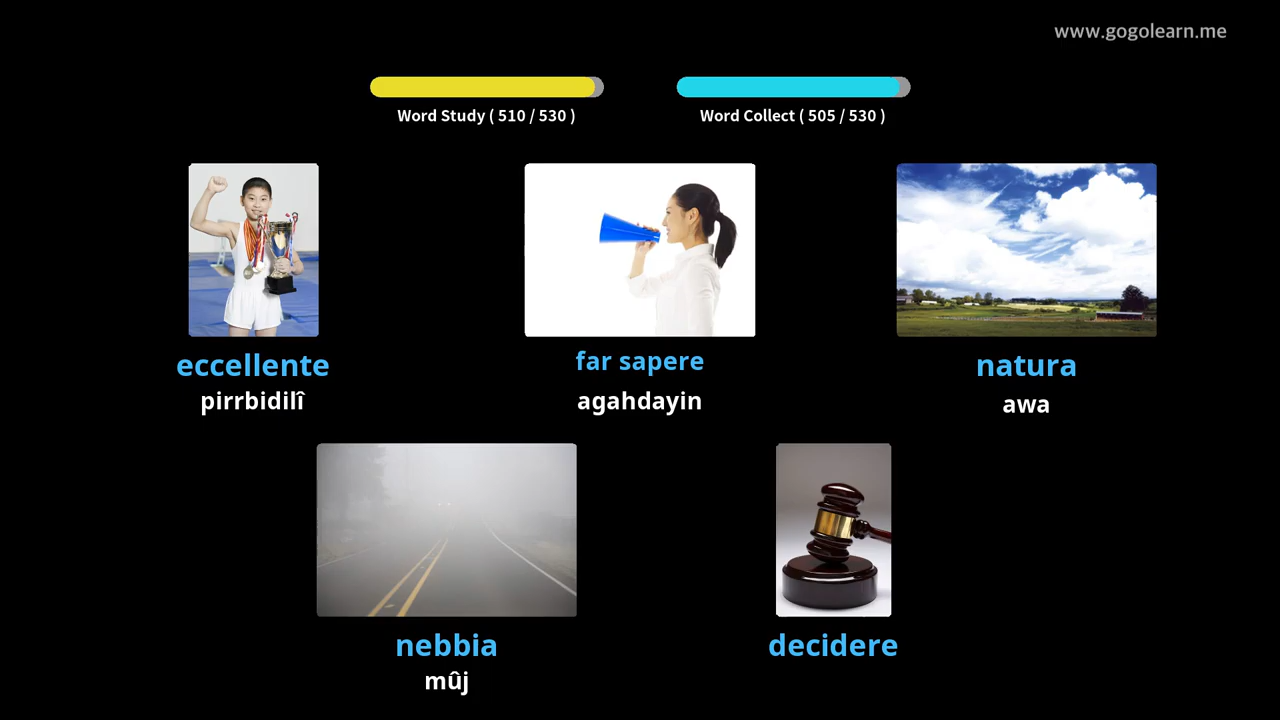 www.gogolearn.me
Word Study ( 510 / 530 )
Word Collect ( 505 / 530 )
eccellente
pirrbidilî
far sapere
agahdayin
natura
awa
nebbia
mûj
decidere